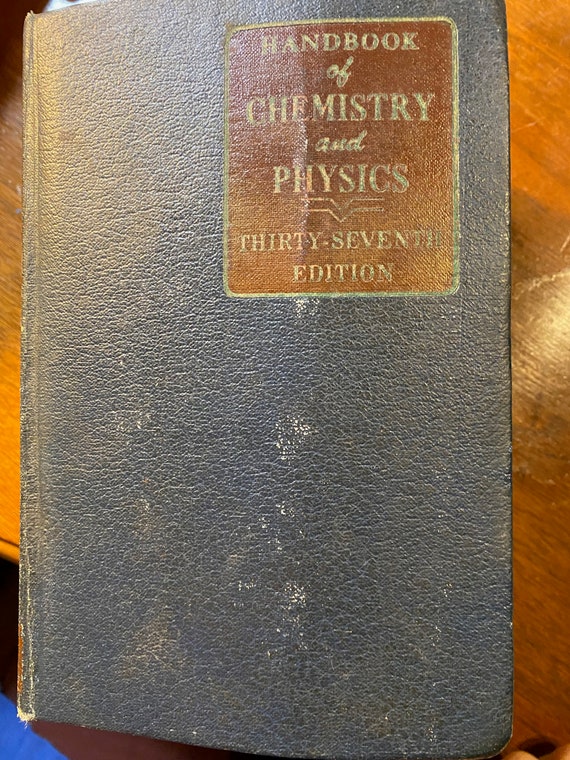 HANDBOOK
of
CHEMISTRY
and
PHYSICS
THIRTY-SEVENTH
EDITION